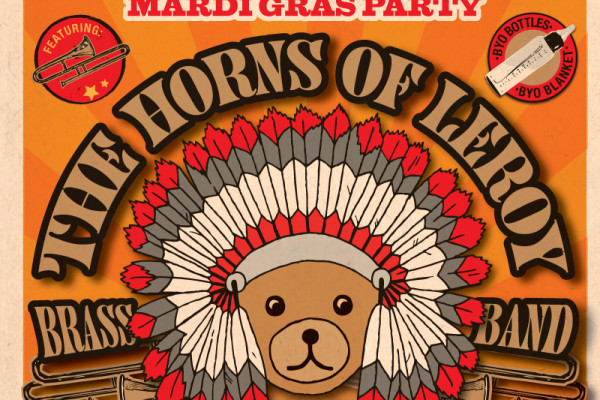 MARDI GRAS PARTY
FEATURING:
·BYO BOTTLES·
·BYO BLANKET·
THE HORNS OF LEROY
BRASS BAND